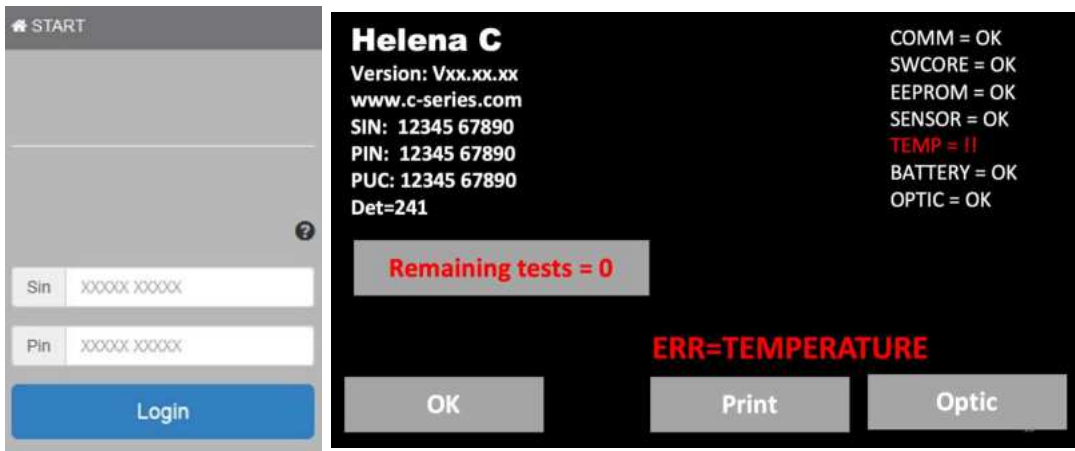 START
Sin XXXXX XXXXX
Pin XXXXX XXXXX
Login
Helena C
Version: Vxx.xx.xx
www.c-series.com
SIN: 12345 67890
PIN: 12345 67890
PUC: 12345 67890
Det=241
COMM = OK
SWCORE = OK
EEPROM = OK
SENSOR = OK
TEMP = !!
BATTERY = OK
OPTIC = OK
Remaining tests = 0
ERR=TEMPERATURE
OK
Print
Optic